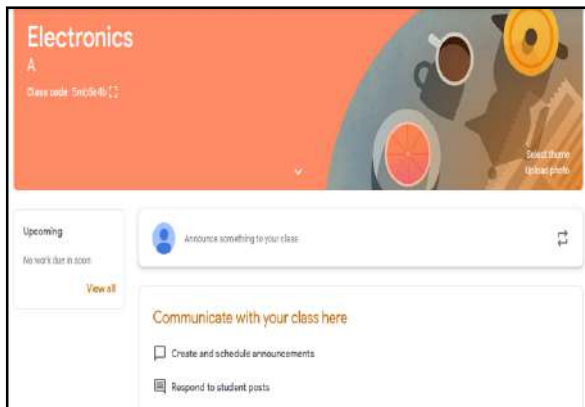 Electronics
A
Class code
Select theme
Upload photo
Upcoming
No work due in soon
View all
Announce something to your class
Communicate with your class here
Create and schedule announcements
Respond to student posts